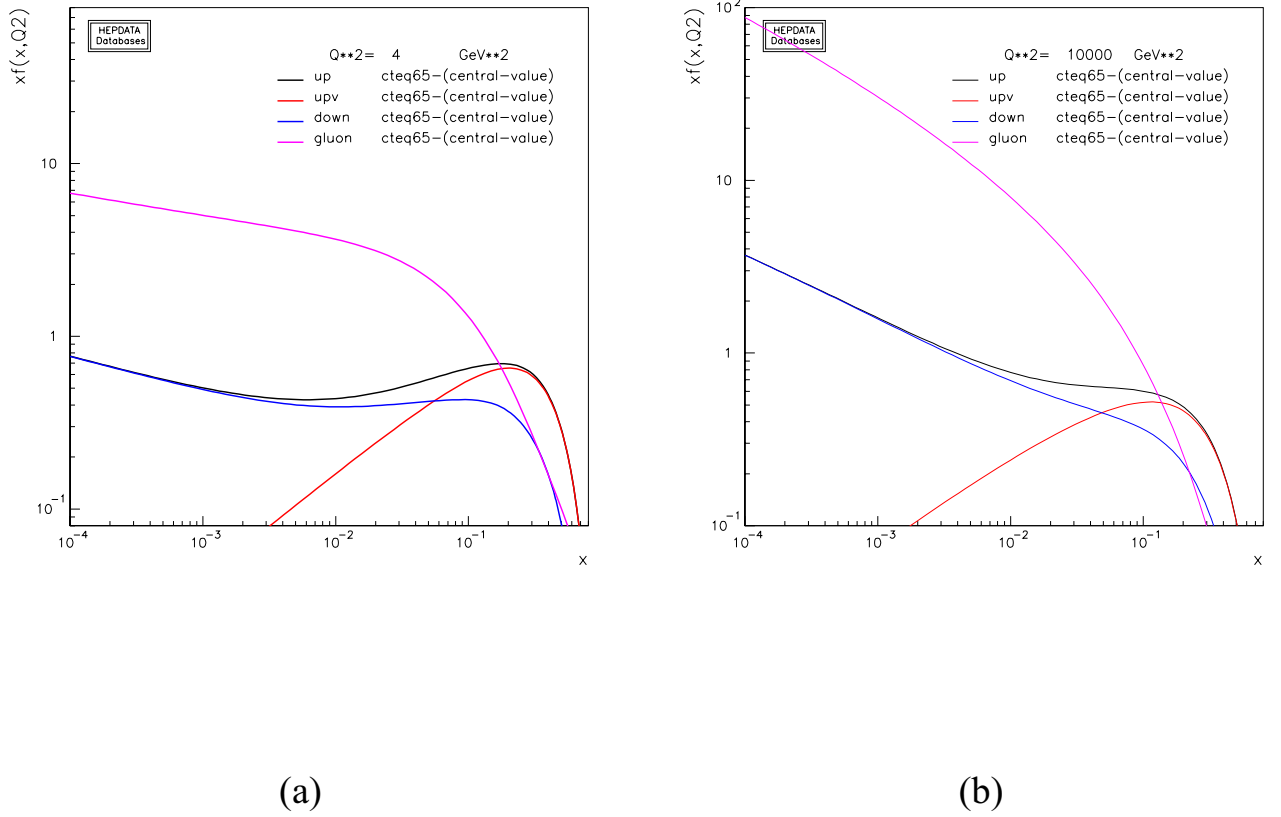 HEPDATA
Databases
Q**2= 4 GeV**2
up cteq65-(central-value)
upv cteq65-(central-value)
down cteq65-(central-value)
gluon cteq65-(central-value)
xf(x,Q2)
10
1
10⁻¹
10⁻⁴ 10⁻³ 10⁻² 10⁻¹
x
(a)
HEPDATA
Databases
Q**2= 10000 GeV**2
up cteq65-(central-value)
upv cteq65-(central-value)
down cteq65-(central-value)
gluon cteq65-(central-value)
xf(x,Q2)
10²
10
1
10⁻¹
10⁻⁴ 10⁻³ 10⁻² 10⁻¹
x
(b)